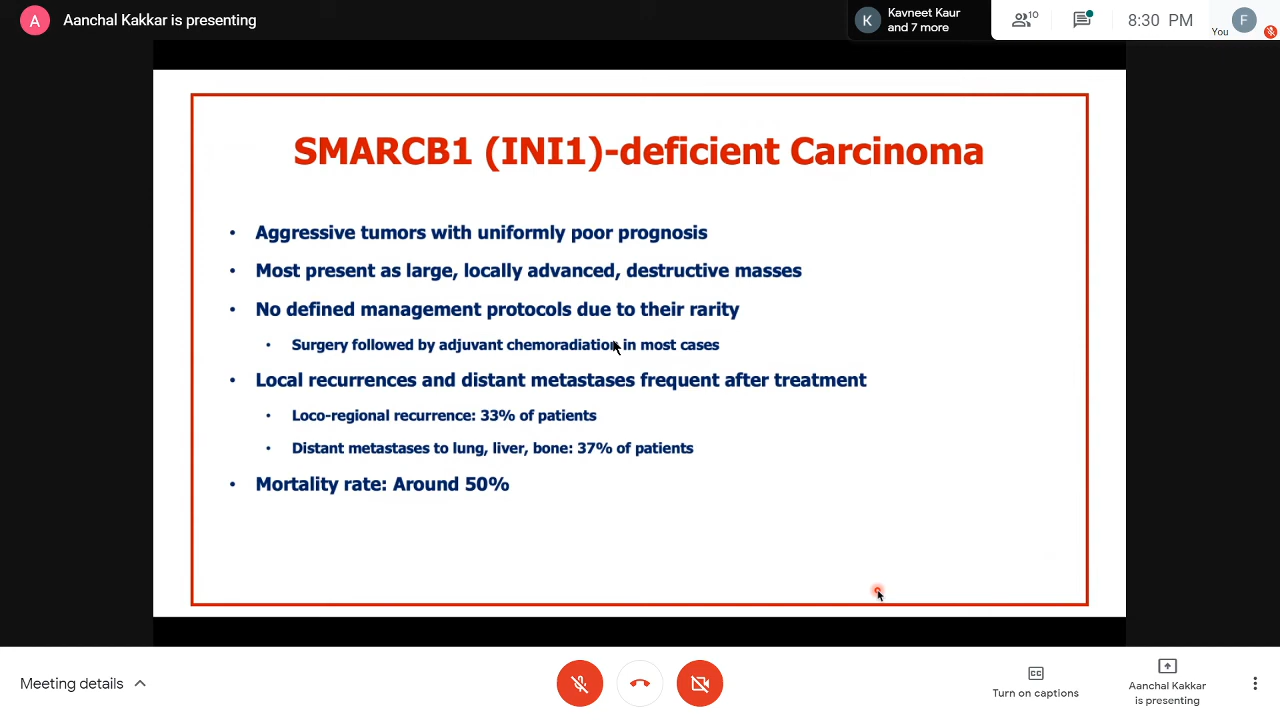 A Aanchal Kakkar is presenting
K Kavneet Kaur
and 7 more
10
8:30 PM
You
F
SMARCB1 (INI1)-deficient Carcinoma
• Aggressive tumors with uniformly poor prognosis
• Most present as large, locally advanced, destructive masses
• No defined management protocols due to their rarity
• Surgery followed by adjuvant chemoradiation in most cases
• Local recurrences and distant metastases frequent after treatment
• Loco-regional recurrence: 33% of patients
• Distant metastases to lung, liver, bone: 37% of patients
• Mortality rate: Around 50%
Meeting details
CC
Turn on captions
Aanchal Kakkar
is presenting